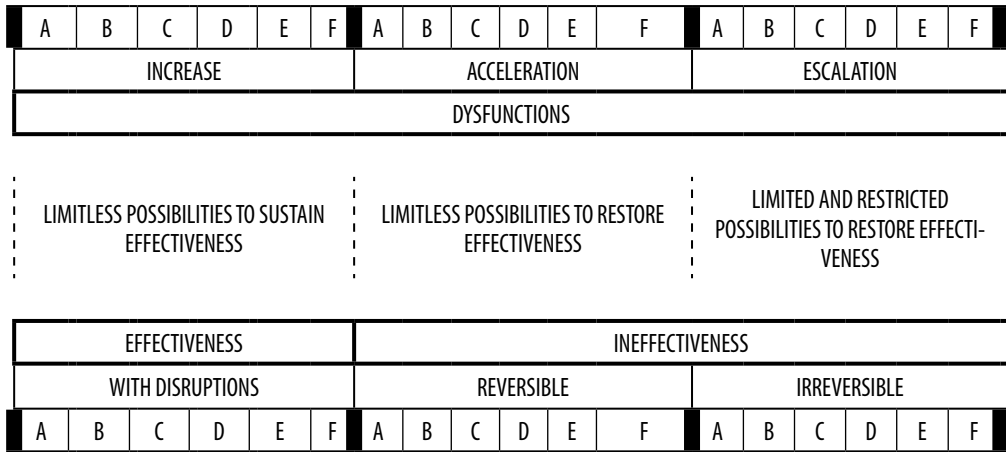 A B C D E F A B C D E F A B C D E F
INCREASE ACCELERATION ESCALATION
DYSFUNCTIONS
LIMITLESS POSSIBILITIES TO SUSTAIN
EFFECTIVENESS
LIMITLESS POSSIBILITIES TO RESTORE
EFFECTIVENESS
LIMITED AND RESTRICTED
POSSIBILITIES TO RESTORE EFFECTI-
VENESS
EFFECTIVENESS INEFFECTIVENESS
WITH DISRUPTIONS REVERSIBLE IRREVERSIBLE
A B C D E F A B C D E F A B C D E F